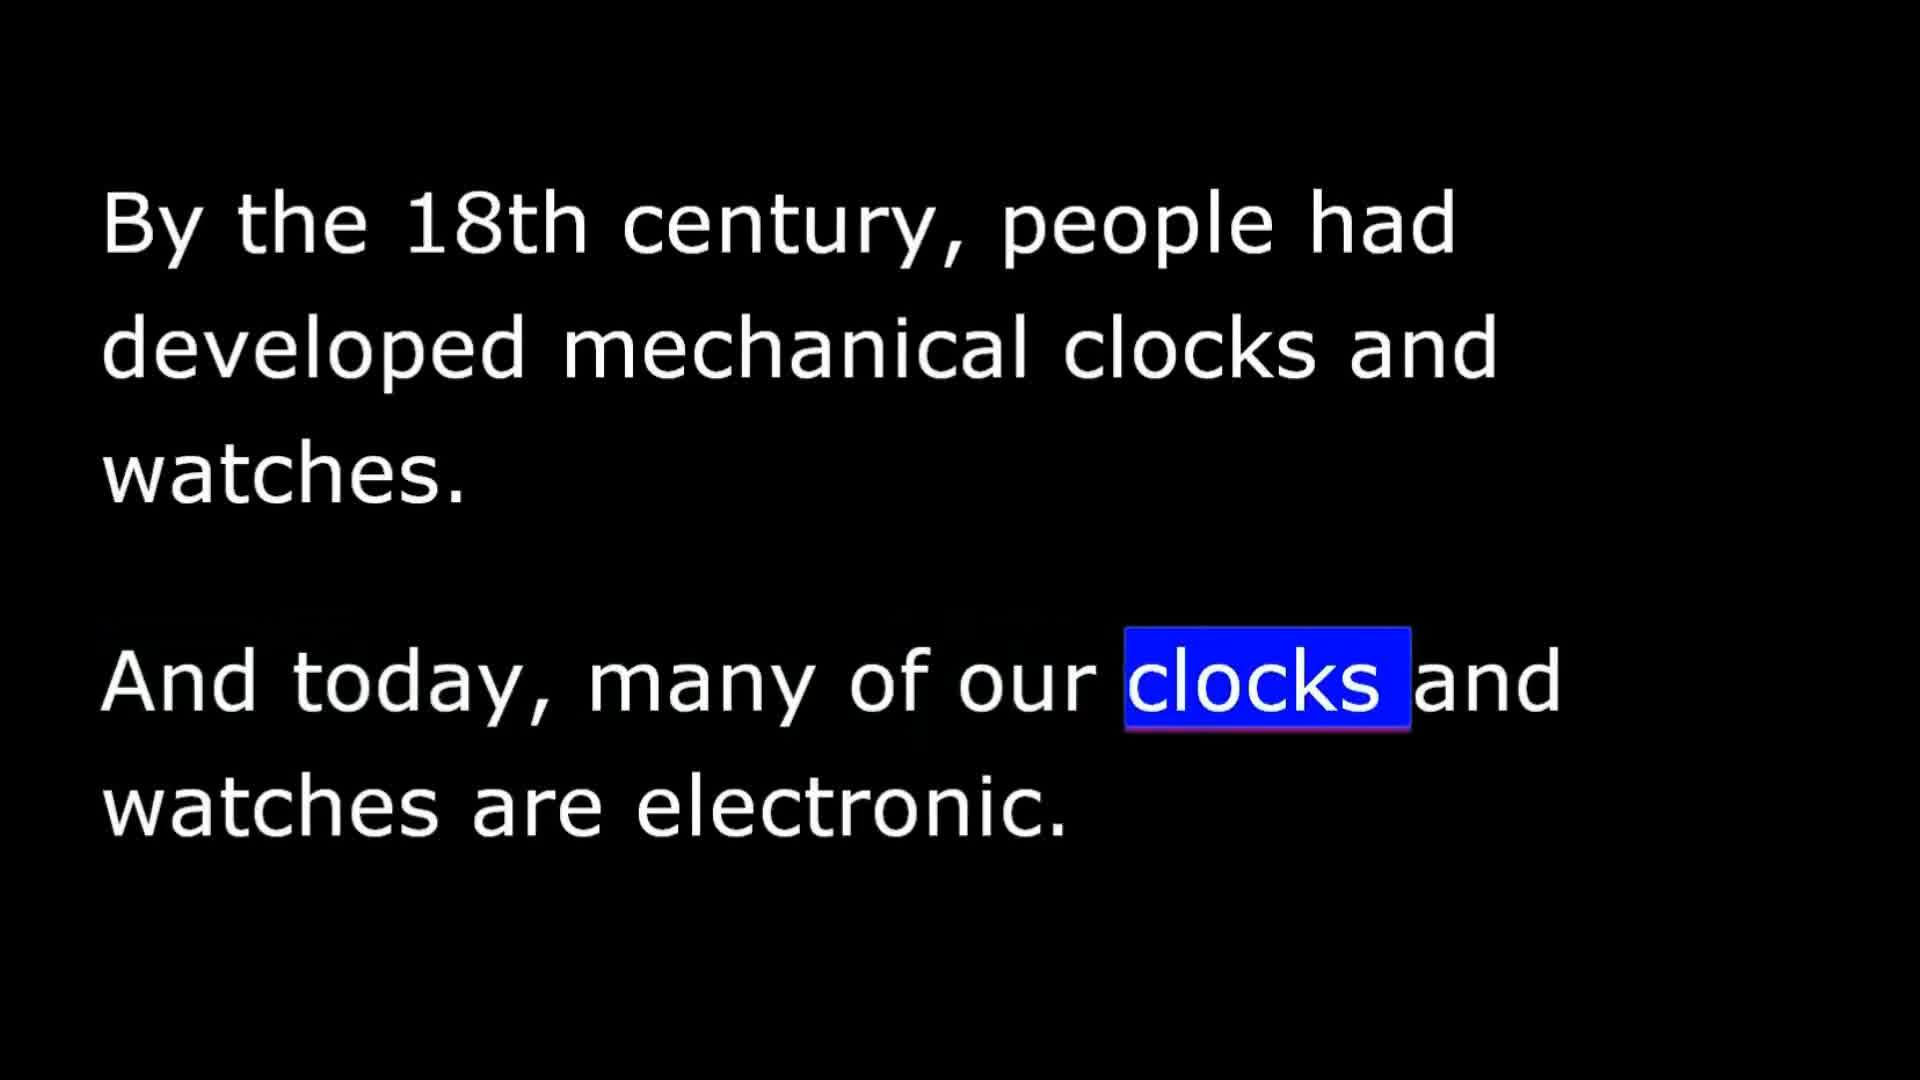 By the 18th century, people had
developed mechanical clocks and
watches.
And today, many of our clocks and
watches are electronic.